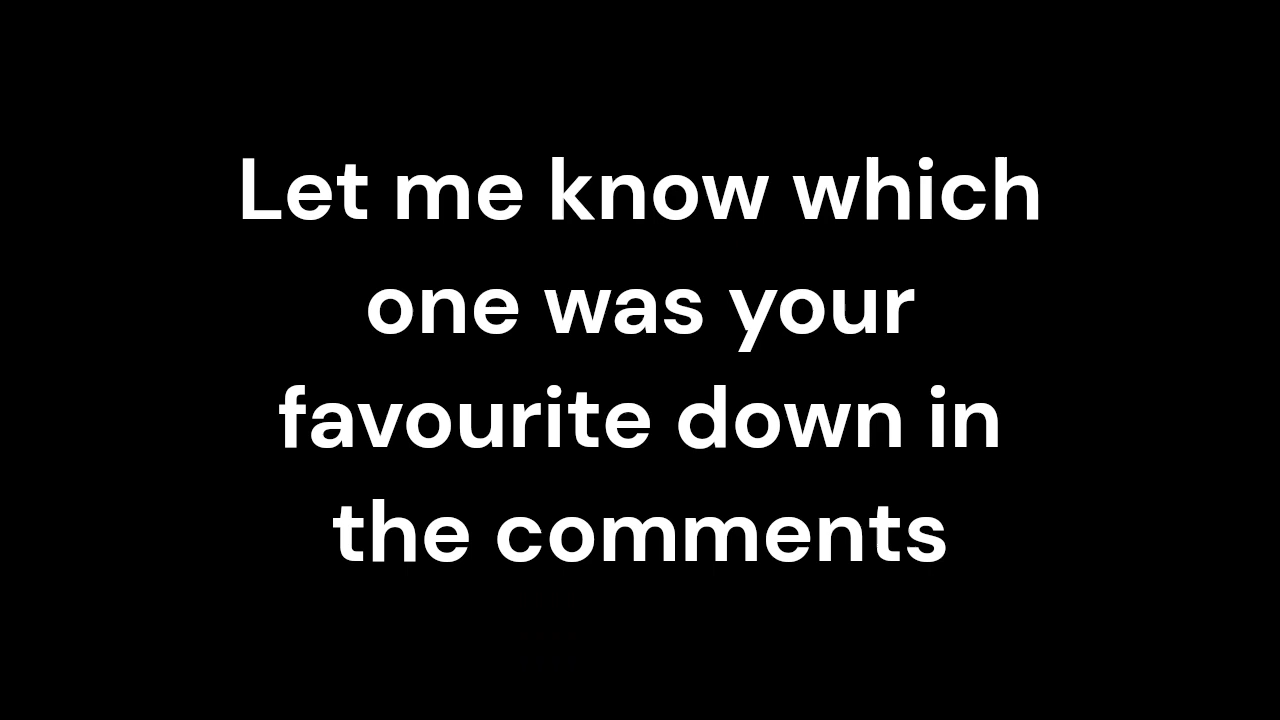 Let me know which
one was your
favourite down in
the comments